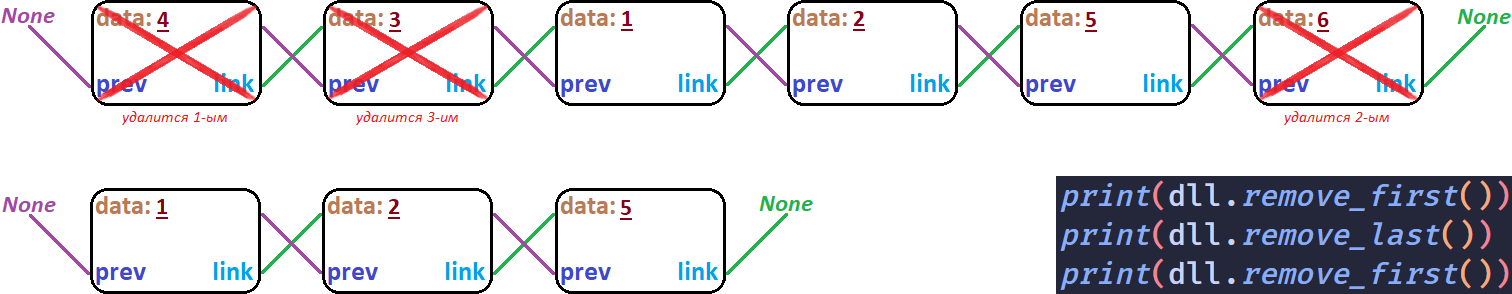 None data: 4 data: 3 data: 1 data: 2 data: 5 data: 6 None
prev link prev link prev link prev link prev link prev link
удалится 1-ым удалится 3-им удалится 2-ым
None data: 1 data: 2 data: 5 None
prev link prev link prev link
print(dll.remove_first())
print(dll.remove_last())
print(dll.remove_first())